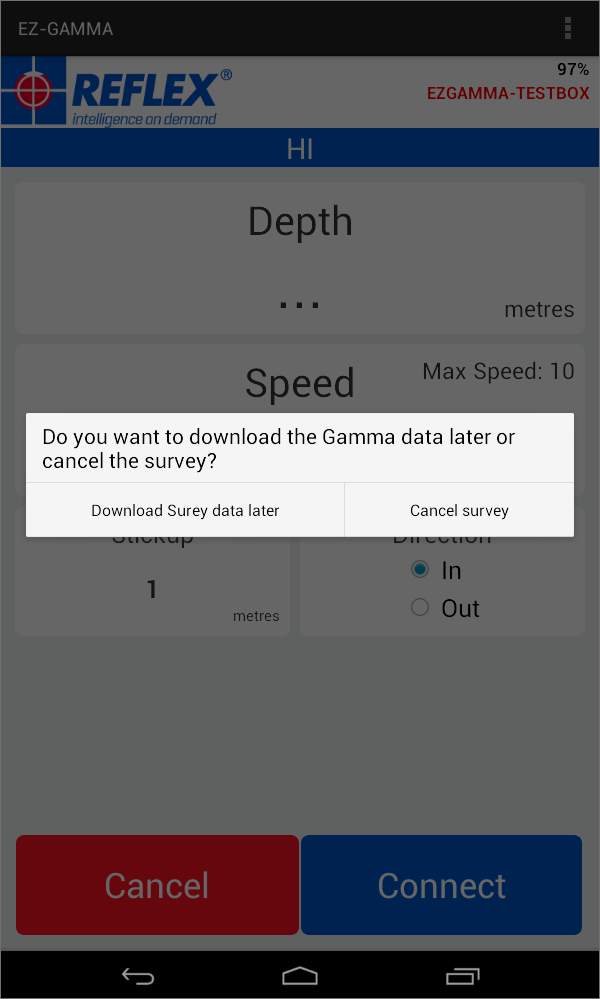 EZ-GAMMA
97%
REFLEX®
EZGAMMA-TESTBOX
intelligence on demand
HI
Depth
...
metres
Speed
Max Speed: 10
Do you want to download the Gamma data later or
cancel the survey?
Download Surey data later
Cancel survey
Stickup
Direction
1
metres
In
Out
Cancel
Connect